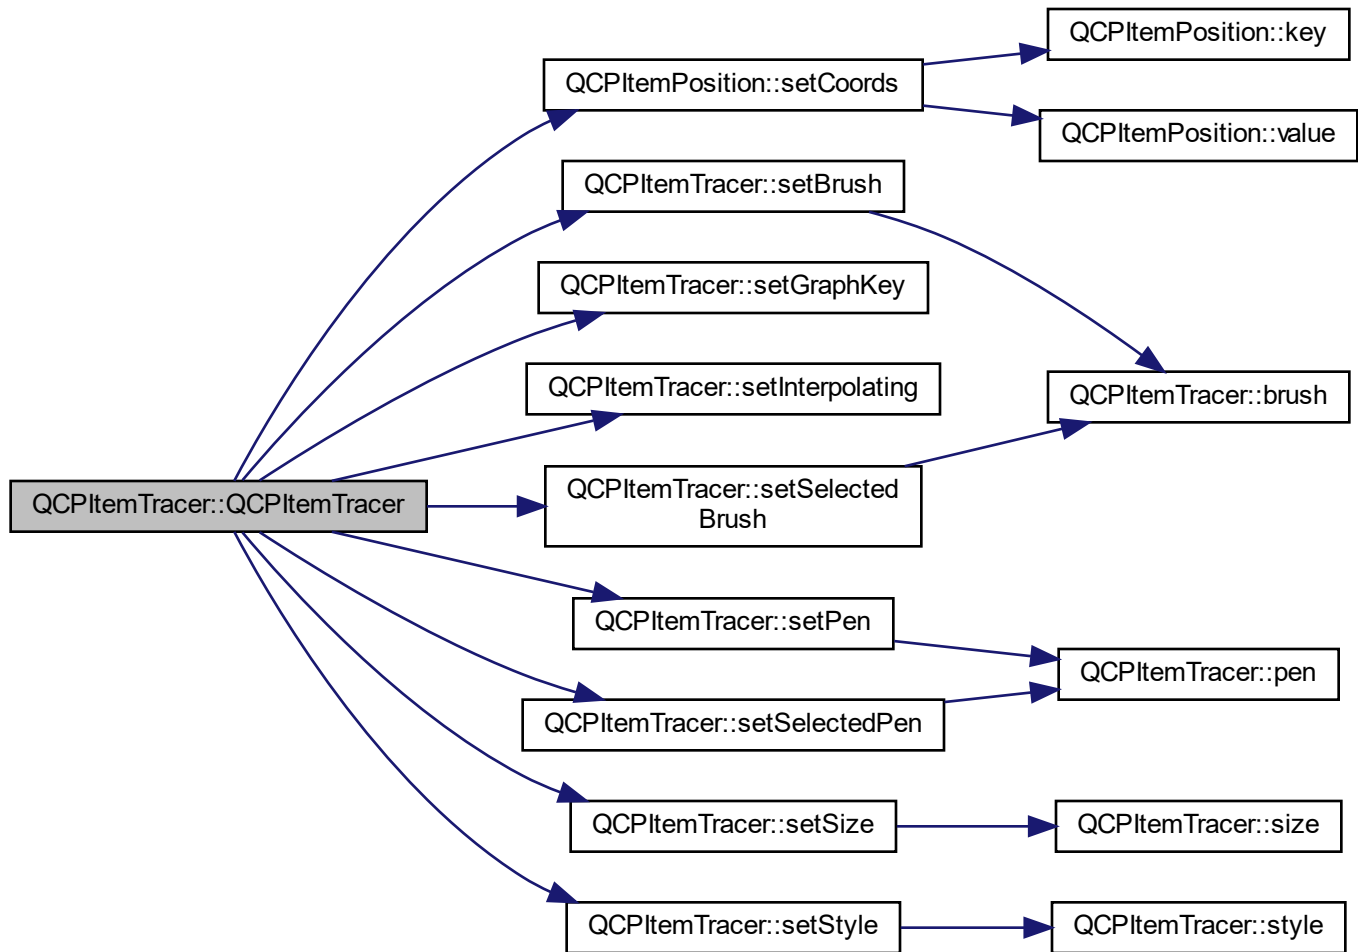 QCPItemPosition::key
QCPItemPosition::setCoords
QCPItemPosition::value
QCPItemTracer::setBrush
QCPItemTracer::setGraphKey
QCPItemTracer::setInterpolating
QCPItemTracer::brush
QCPItemTracer::QCPItemTracer
QCPItemTracer::setSelected
Brush
QCPItemTracer::setPen
QCPItemTracer::pen
QCPItemTracer::setSelectedPen
QCPItemTracer::setSize
QCPItemTracer::size
QCPItemTracer::setStyle
QCPItemTracer::style